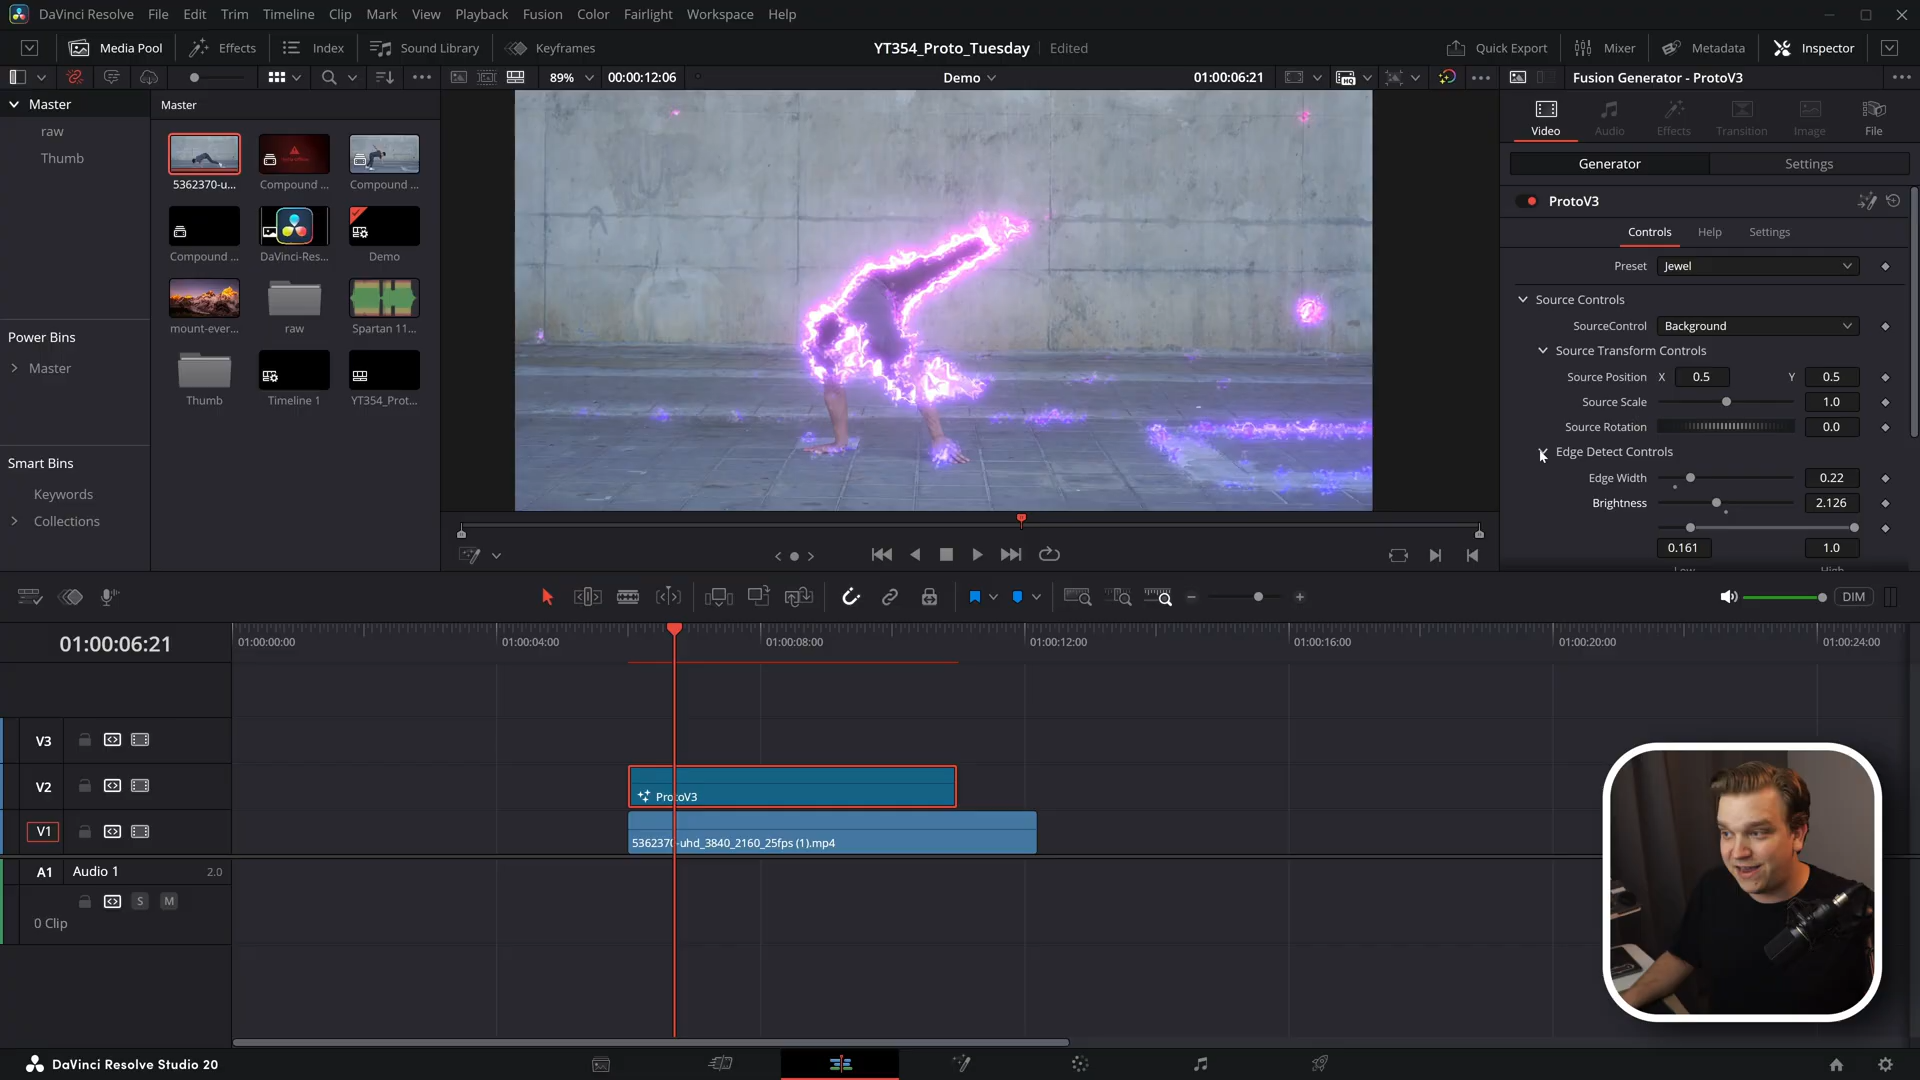 DaVinci Resolve File Edit Trim Timeline Clip Mark View Playback Fusion Color Fairlight Workspace Help
Media Pool Effects Index Sound Library Keyframes YT354_Proto_Tuesday Edited Quick Export Mixer Metadata Inspector
89% 00:00:12:06 Demo 01:00:06:21 Fusion Generator - ProtoV3
Master
raw
Thumb
Power Bins
Master
Smart Bins
Keywords
Collections
Master
5362370-u... Compound ... Compound ...
Compound ... DaVinci-Res... Demo
mount-ever... raw Spartan 11...
Thumb Timeline 1 YT354_Prot...
Video Audio Effects Transition Image File
Generator Settings
ProtoV3
Controls Help Settings
Preset Jewel
Source Controls
SourceControl Background
Source Transform Controls
Source Position X 0.5 Y 0.5
Source Scale 1.0
Source Rotation 0.0
Edge Detect Controls
Edge Width 0.22
Brightness 2.126
0.161 1.0
Low High
DIM
01:00:06:21
01:00:00:00 01:00:04:00 01:00:08:00 01:00:12:00 01:00:16:00 01:00:20:00 01:00:24:00
V3
V2
ProtoV3
V1
5362370-uhd_3840_2160_25fps (1).mp4
A1 Audio 1 2.0
S M
0 Clip
DaVinci Resolve Studio 20